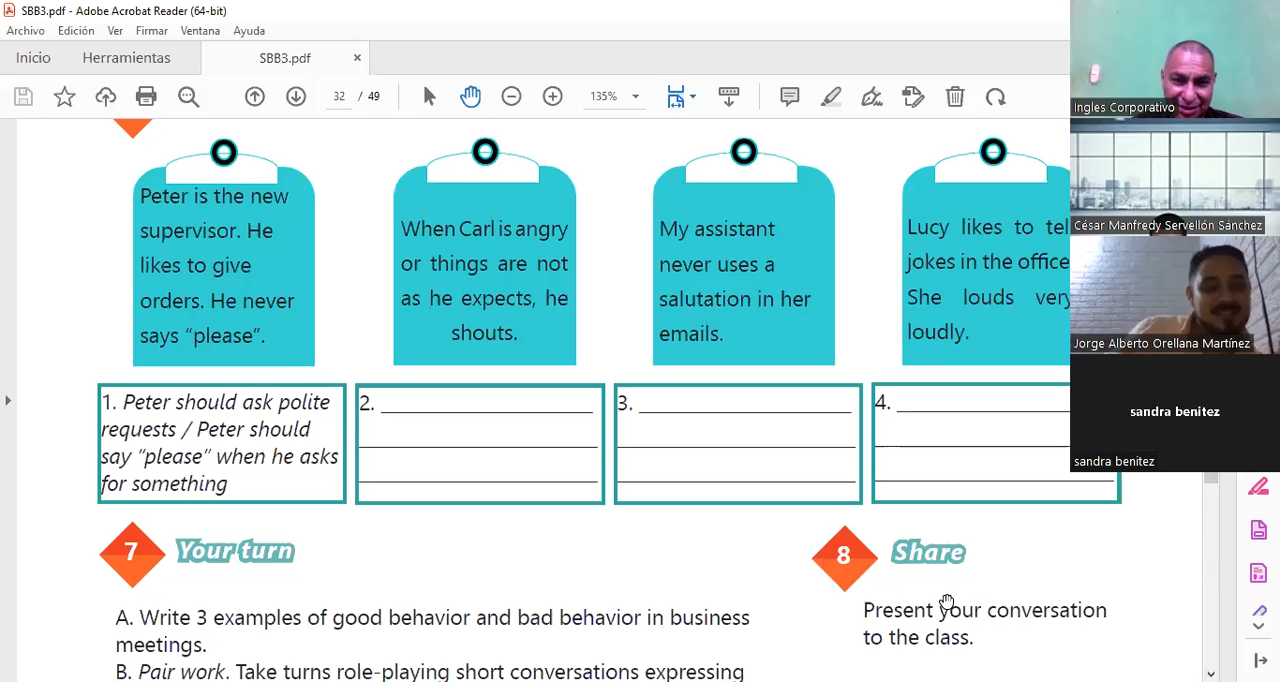 SBB3.pdf - Adobe Acrobat Reader (64-bit)
Archivo Edición Ver Firmar Ventana Ayuda
Inicio Herramientas SBB3.pdf ×
32 / 49 135%
Peter is the new
supervisor. He
likes to give
orders. He never
says “please”.
When Carl is angry
or things are not
as he expects, he
shouts.
My assistant
never uses a
salutation in her
emails.
Lucy likes to tel
jokes in the office
She louds very
loudly.
1. Peter should ask polite
requests / Peter should
say “please” when he asks
for something
2.
3.
4.
7 Your turn
A. Write 3 examples of good behavior and bad behavior in business
meetings.
B. Pair work. Take turns role-playing short conversations expressing
8 Share
Present your conversation
to the class.
Ingles Corporativo
César Manfredy Servellón Sánchez
Jorge Alberto Orellana Martínez
sandra benitez
sandra benitez